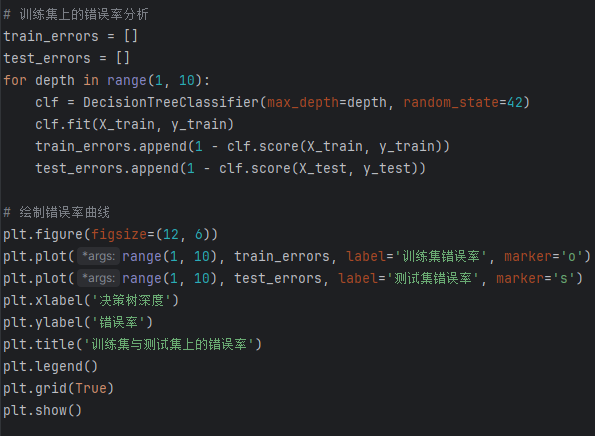 # 训练集上的错误率分析
train_errors = []
test_errors = []
for depth in range(1, 10):
    clf = DecisionTreeClassifier(max_depth=depth, random_state=42)
    clf.fit(X_train, y_train)
    train_errors.append(1 - clf.score(X_train, y_train))
    test_errors.append(1 - clf.score(X_test, y_test))

# 绘制错误率曲线
plt.figure(figsize=(12, 6))
plt.plot( *args: range(1, 10), train_errors, label='训练集错误率', marker='o')
plt.plot( *args: range(1, 10), test_errors, label='测试集错误率', marker='s')
plt.xlabel('决策树深度')
plt.ylabel('错误率')
plt.title('训练集与测试集上的错误率')
plt.legend()
plt.grid(True)
plt.show()